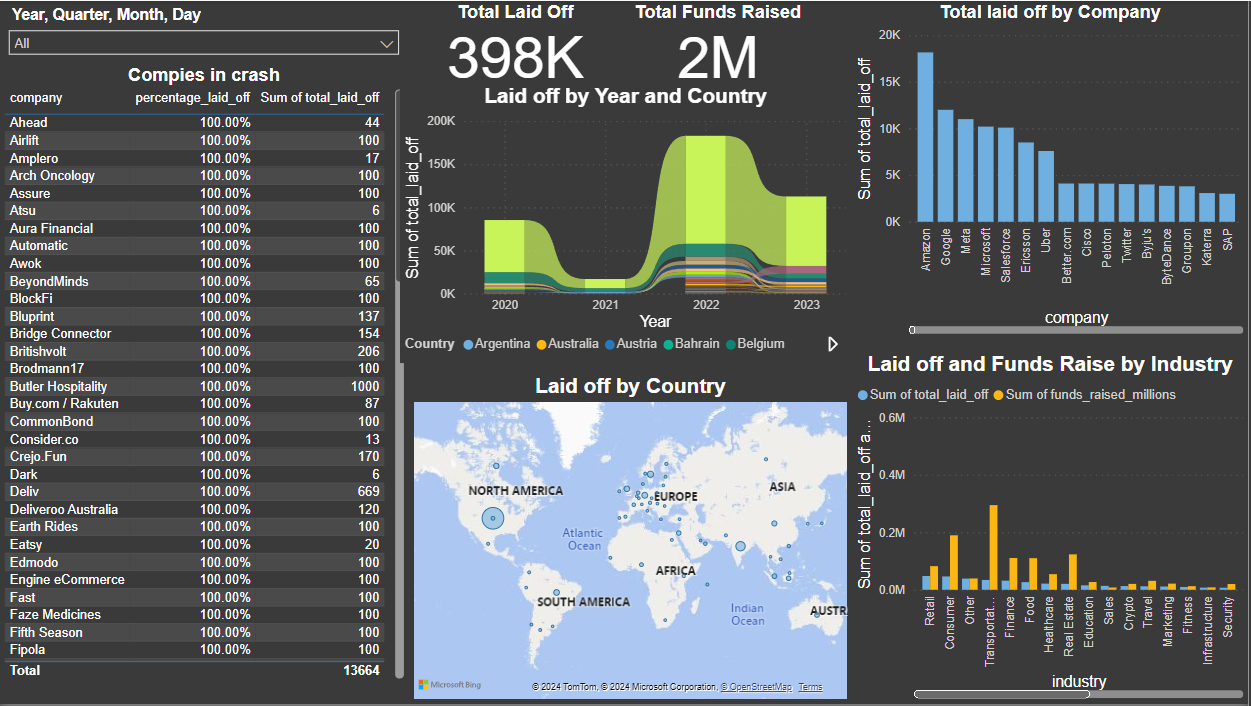 Year, Quarter, Month, Day
All
Compies in crash
company percentage_laid_off Sum of total_laid_off
Ahead 100.00% 44
Airlift 100.00% 100
Amplero 100.00% 17
Arch Oncology 100.00% 100
Assure 100.00% 100
Atsu 100.00% 6
Aura Financial 100.00% 100
Automatic 100.00% 100
Awok 100.00% 100
BeyondMinds 100.00% 65
BlockFi 100.00% 100
Bluprint 100.00% 137
Bridge Connector 100.00% 154
Britishvolt 100.00% 206
Brodmann17 100.00% 100
Butler Hospitality 100.00% 1000
Buy.com / Rakuten 100.00% 87
CommonBond 100.00% 100
Consider.co 100.00% 13
Crejo.Fun 100.00% 170
Dark 100.00% 6
Deliv 100.00% 669
Deliveroo Australia 100.00% 120
Earth Rides 100.00% 100
Eatsy 100.00% 20
Edmodo 100.00% 100
Engine eCommerce 100.00% 100
Fast 100.00% 100
Faze Medicines 100.00% 100
Fifth Season 100.00% 100
Fipola 100.00% 100
Total 13664
Total Laid Off
398K
Total Funds Raised
2M
Laid off by Year and Country
Sum of total_laid_off
200K
150K
100K
50K
0K
2020 2021 2022 2023
Year
Country Argentina Australia Austria Bahrain Belgium
Laid off by Country
NORTH AMERICA
EUROPE
ASIA
Atlantic
Ocean
AFRICA
SOUTH AMERICA
Indian
Ocean
AUSTR
Microsoft Bing
© 2024 TomTom, © 2024 Microsoft Corporation, © OpenStreetMap Terms
Total laid off by Company
Sum of total_laid_off
20K
15K
10K
5K
0K
Amazon
Google
Meta
Microsoft
Salesforce
Ericsson
Uber
Better.com
Cisco
Peloton
Twitter
Byju's
ByteDance
Groupon
Katerra
SAP
company
Laid off and Funds Raise by Industry
Sum of total_laid_off Sum of funds_raised_millions
Sum of total_laid_off a...
0.6M
0.4M
0.2M
0.0M
Retail
Consumer
Other
Transportat...
Finance
Food
Healthcare
Real Estate
Education
Sales
Crypto
Travel
Marketing
Fitness
Infrastructure
Security
industry